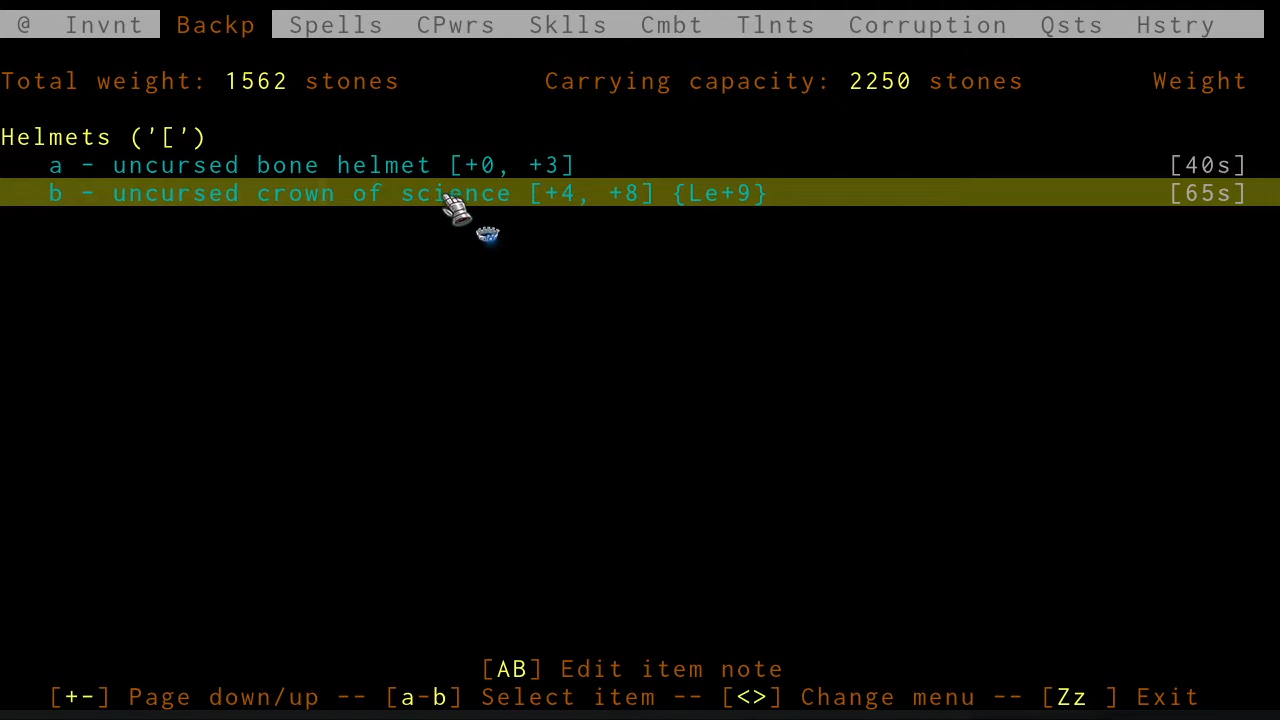 @ Invnt Backp Spells CPwrs Sklls Cmbt Tlnts Corruption Qsts Hstry
Total weight: 1562 stones Carrying capacity: 2250 stones Weight
Helmets ('[')
a - uncursed bone helmet [+0, +3] [40s]
b - uncursed crown of science [+4, +8] {Le+9} [65s]
[AB] Edit item note
[+-] Page down/up -- [a-b] Select item -- [<>] Change menu -- [Zz ] Exit